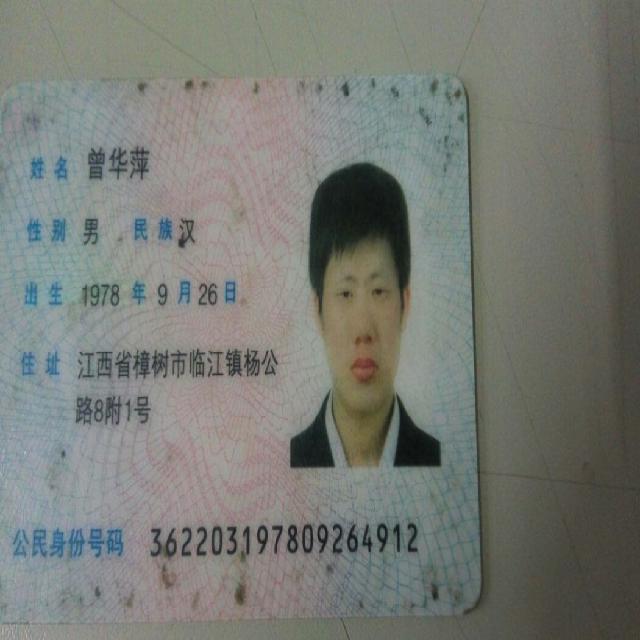 姓名 曾华萍
性别 男 民族 汉
出生 1978 年 9 月 26 日
住址 江西省樟树市临江镇杨公
路8附1号
公民身份号码 362203197809264912